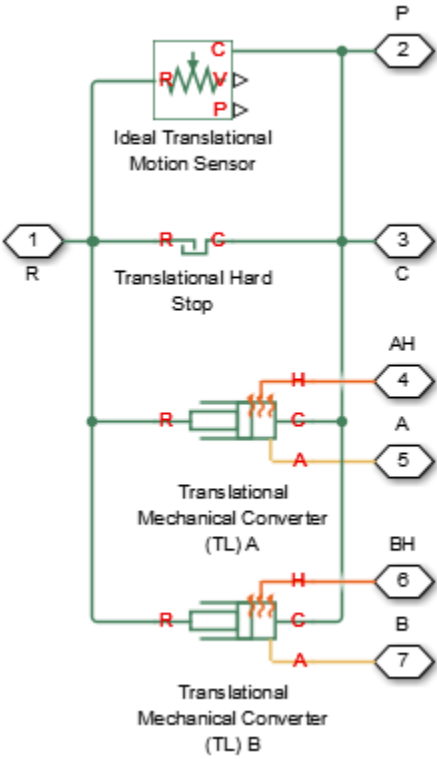 P
C
2
R
V
P
Ideal Translational
Motion Sensor
1
R
C
3
R
Translational Hard
Stop
C
AH
H
4
A
R
C
A
5
Translational
Mechanical Converter
(TL) A
BH
H
6
B
R
C
A
7
Translational
Mechanical Converter
(TL) B